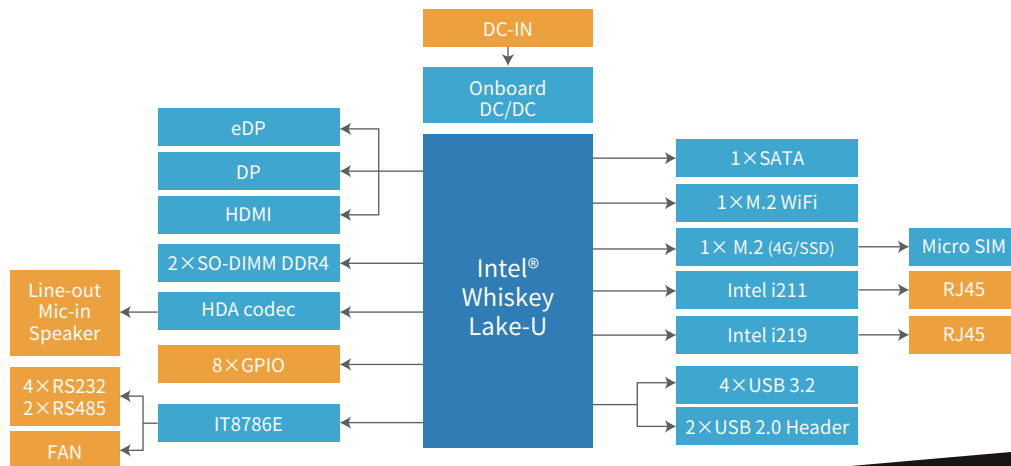 DC-IN
Onboard
DC/DC
eDP
DP
HDMI
2×SO-DIMM DDR4
HDA codec
Line-out
Mic-in
Speaker
8×GPIO
4×RS232
2×RS485
IT8786E
FAN
Intel®
Whiskey
Lake-U
1×SATA
1×M.2 WiFi
1× M.2 (4G/SSD)
Micro SIM
Intel i211
RJ45
Intel i219
RJ45
4×USB 3.2
2×USB 2.0 Header